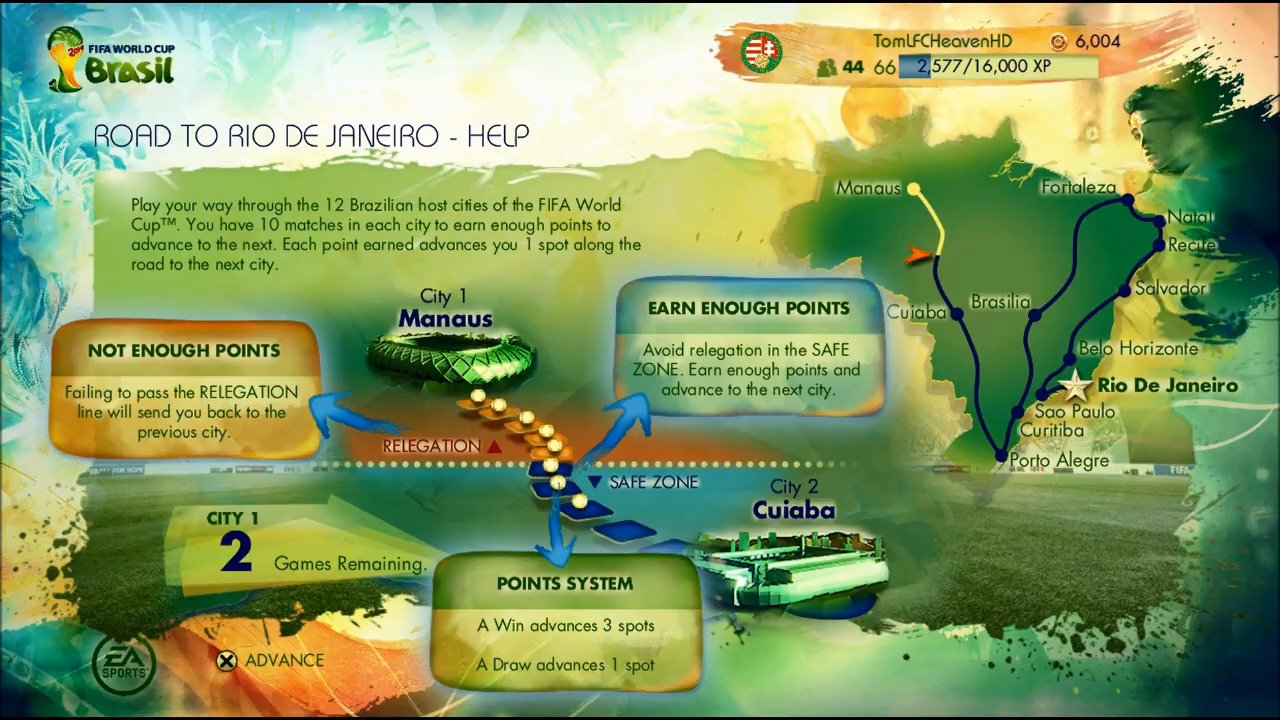 2014
FIFA WORLD CUP
Brasil
TomLFCHeavenHD 6,004
44 66 2,577/16,000 XP
ROAD TO RIO DE JANEIRO - HELP
Play your way through the 12 Brazilian host cities of the FIFA World
Cup™. You have 10 matches in each city to earn enough points to
advance to the next. Each point earned advances you 1 spot along the
road to the next city.
Manaus
Fortaleza
Natal
Recife
Salvador
Cuiaba
Brasilia
Belo Horizonte
Rio De Janeiro
Sao Paulo
Curitiba
Porto Alegre
City 1
Manaus
NOT ENOUGH POINTS
Failing to pass the RELEGATION
line will send you back to the
previous city.
EARN ENOUGH POINTS
Avoid relegation in the SAFE
ZONE. Earn enough points and
advance to the next city.
RELEGATION ▲
▼ SAFE ZONE
City 2
Cuiaba
CITY 1
2 Games Remaining.
POINTS SYSTEM
A Win advances 3 spots
A Draw advances 1 spot
EA
SPORTS
X ADVANCE
FIFA